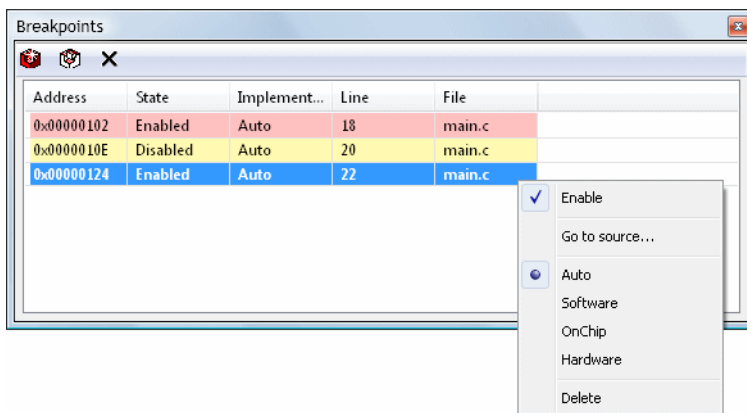 Breakpoints
Address State Implement... Line File
0x00000102 Enabled Auto 18 main.c
0x0000010E Disabled Auto 20 main.c
0x00000124 Enabled Auto 22 main.c
Enable
Go to source...
Auto
Software
OnChip
Hardware
Delete